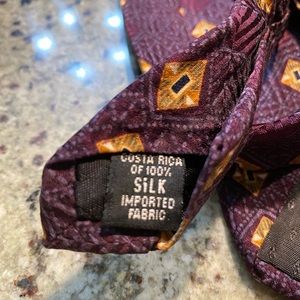 COSTA RICA
OF 100%
SiLK
IMPORTED
FABRIC